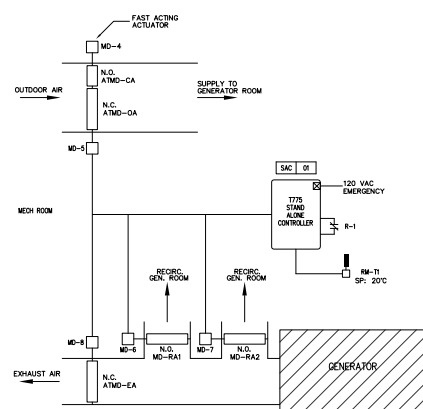 FAST ACTING
ACTUATOR
MD-4
N.O.
ATMD-CA
OUTDOOR AIR
SUPPLY TO
GENERATOR ROOM
N.C.
ATMD-OA
MD-5
SAC 01
T775
STAND
ALONE
CONTROLLER
120 VAC
EMERGENCY
MECH ROOM
R-1
RM-T1
SP: 20°C
RECIRC.
GEN. ROOM
RECIRC.
GEN. ROOM
MD-8
MD-6
N.O.
MD-RA1
MD-7
N.O.
MD-RA2
GENERATOR
EXHAUST AIR
N.C.
ATMD-EA